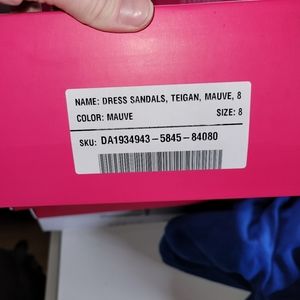 NAME: DRESS SANDALS, TEIGAN, MAUVE, 8
COLOR: MAUVE SIZE: 8
SKU: DA1934943-5845-84080